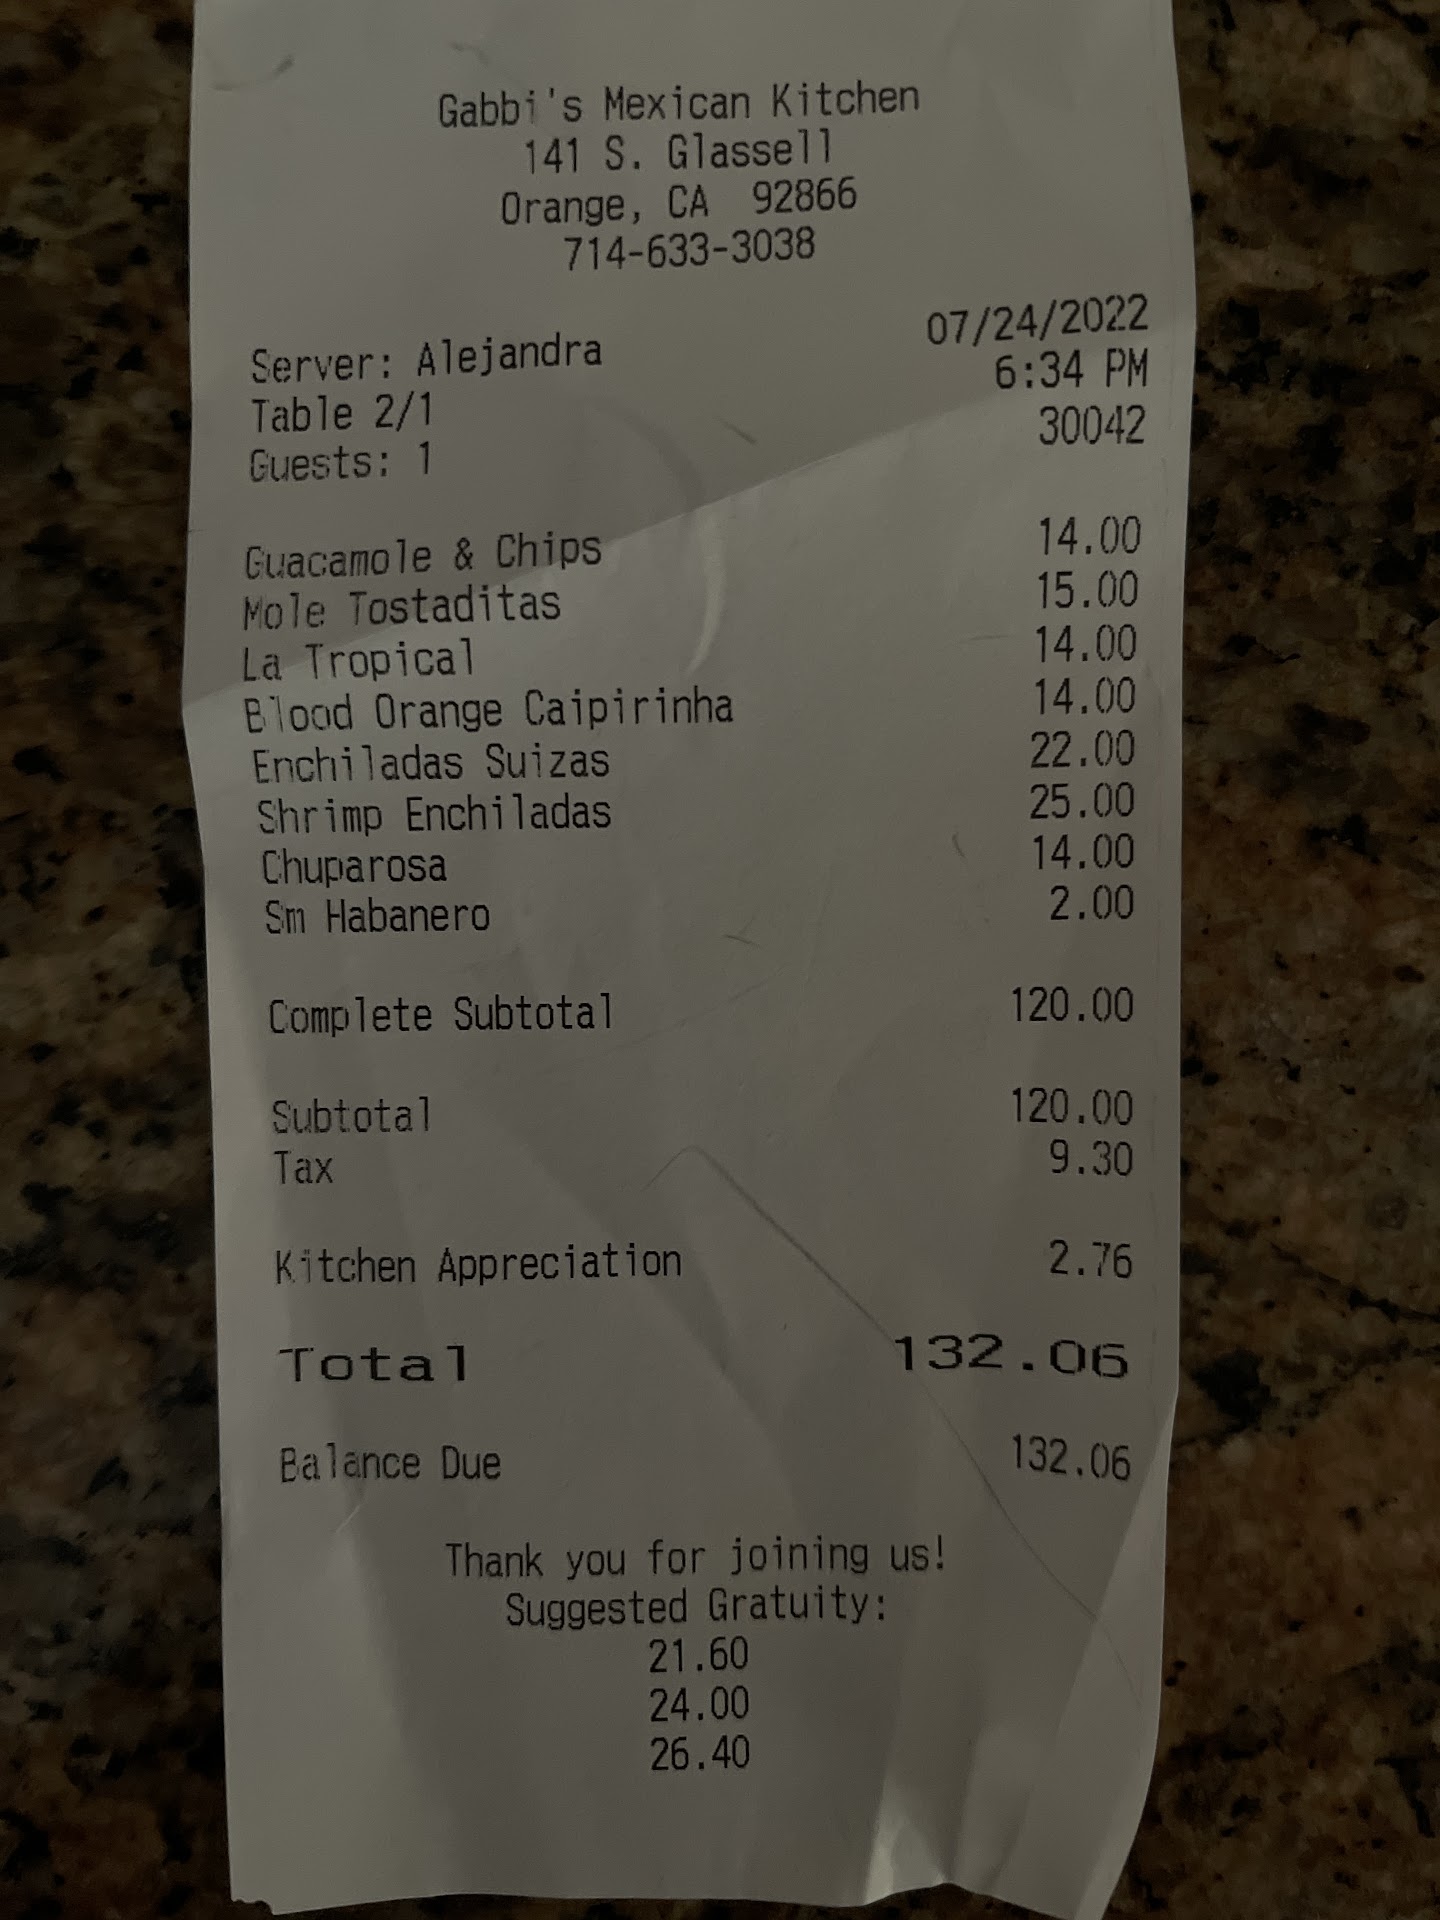 Gabbi's Mexican Kitchen
141 S. Glassell
Orange, CA 92866
714-633-3038
Server: Alejandra 07/24/2022
Table 2/1 6:34 PM
Guests: 1 30042
Guacamole & Chips 14.00
Mole Tostaditas 15.00
La Tropical 14.00
Blood Orange Caipirinha 14.00
Enchiladas Suizas 22.00
Shrimp Enchiladas 25.00
Chuparosa 14.00
Sm Habanero 2.00
Complete Subtotal 120.00
Subtotal 120.00
Tax 9.30
Kitchen Appreciation 2.76
Total 132.06
Balance Due 132.06
Thank you for joining us!
Suggested Gratuity:
21.60
24.00
26.40